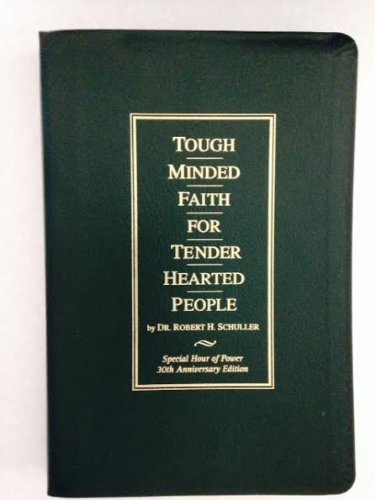 TOUGH
MINDED
FAITH
FOR
TENDER
HEARTED
PEOPLE
by DR. ROBERT H. SCHULLER
Special Hour of Power
30th Anniversary Edition